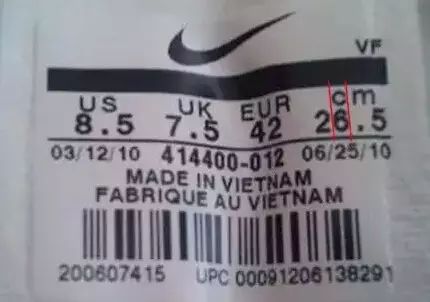 VF
US UK EUR cm
8.5 7.5 42 26.5
03/12/10 414400-012 06/25/10
MADE IN VIETNAM
FABRIQUE AU VIETNAM
200607415 UPC 00091206138291